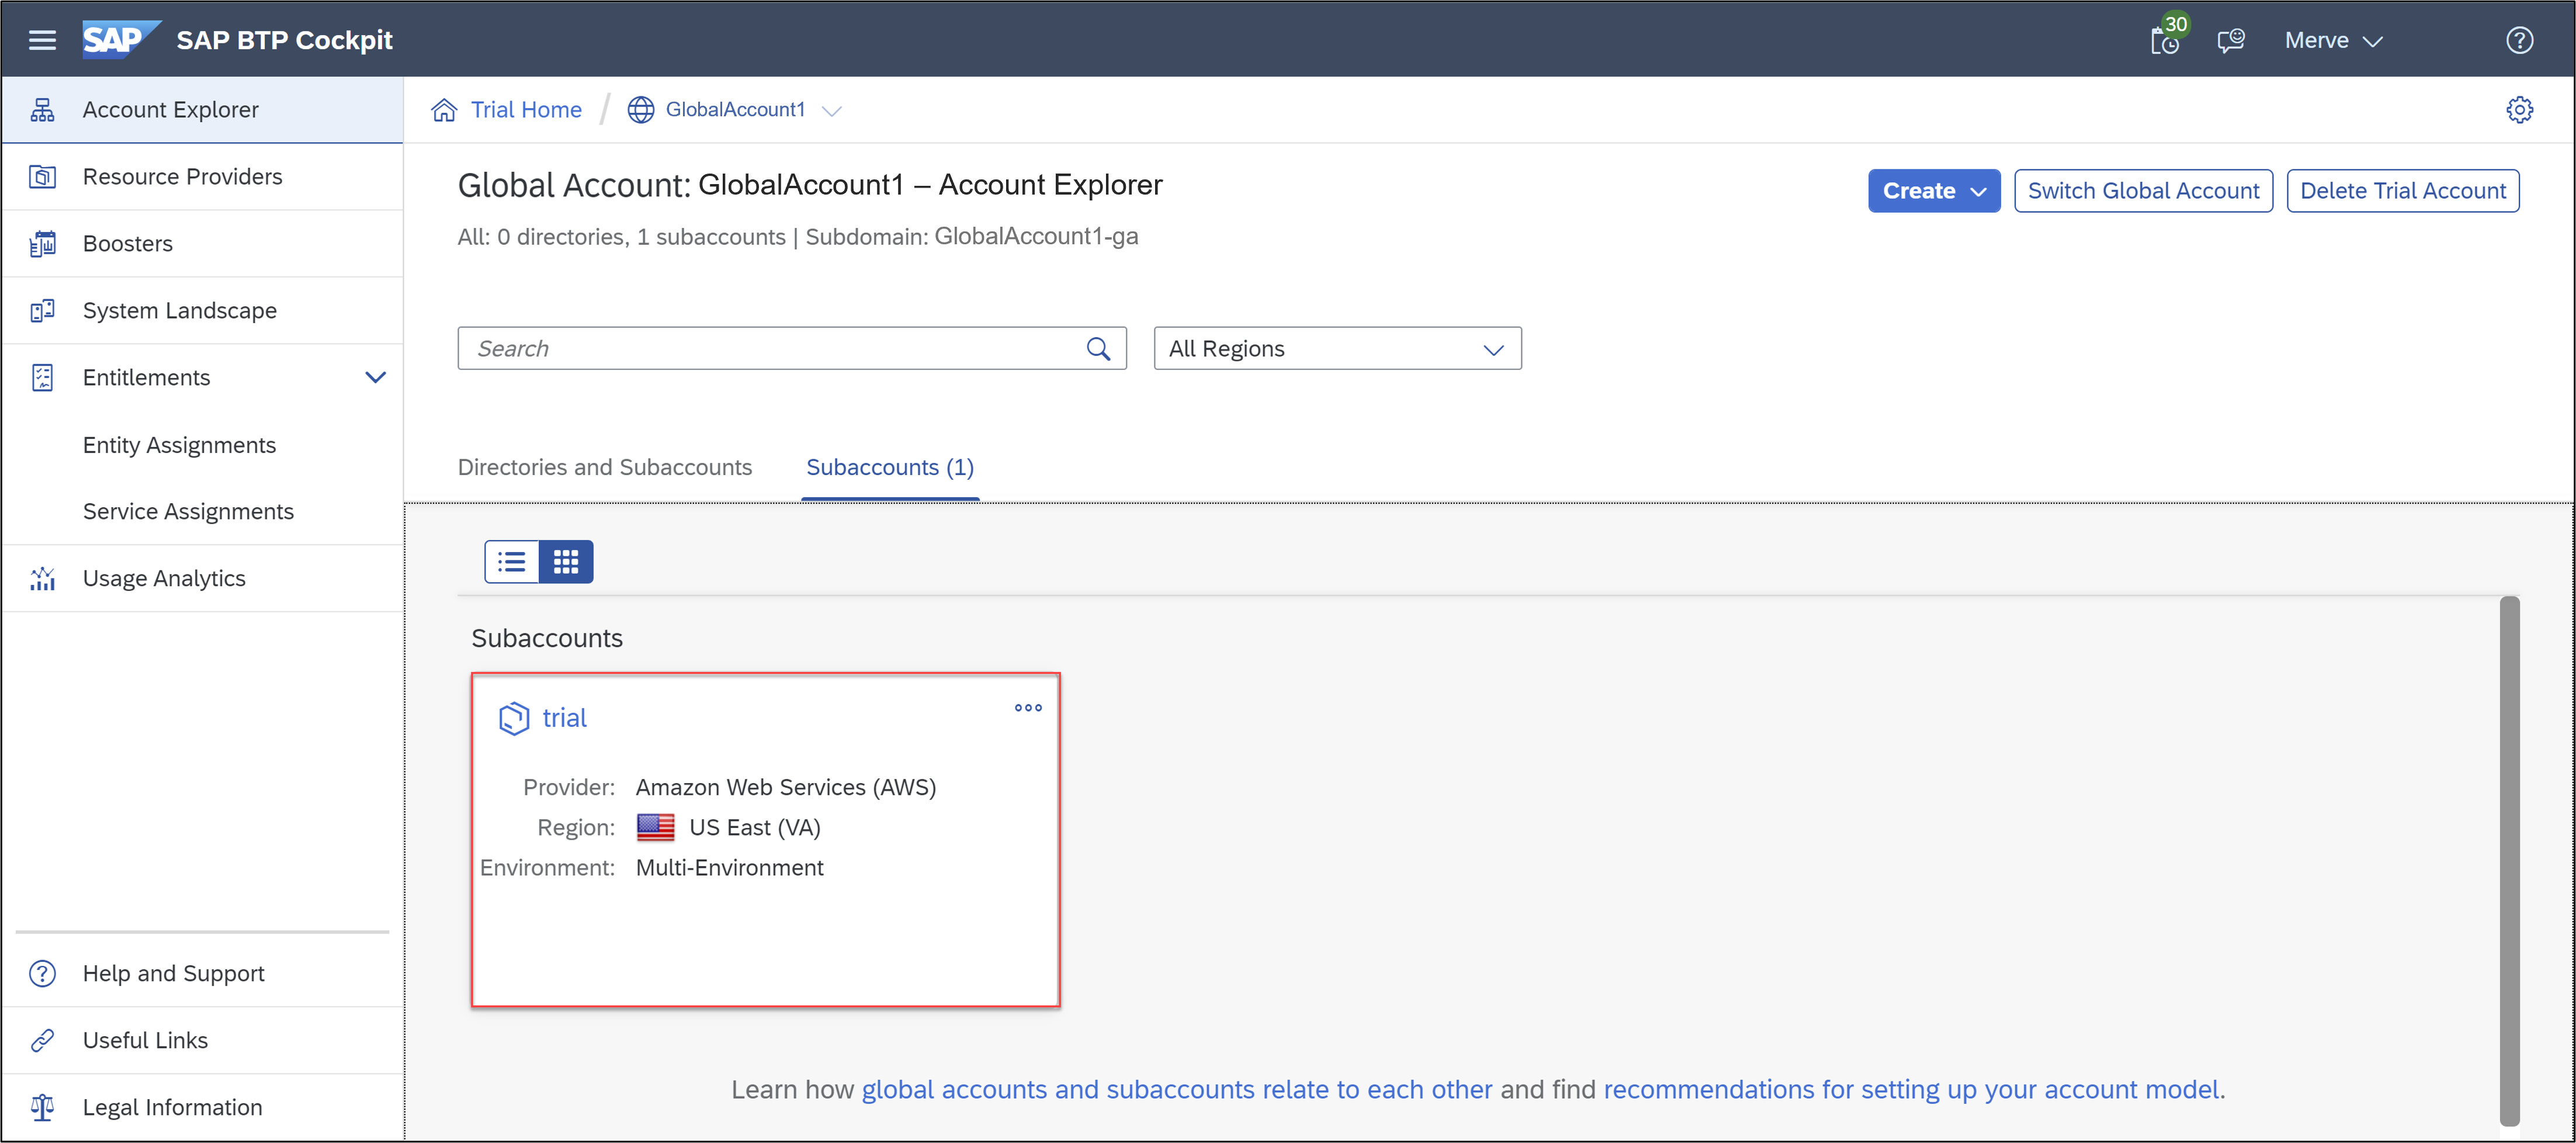 SAP SAP BTP Cockpit 30 Merve
Account Explorer
Resource Providers
Boosters
System Landscape
Entitlements
Entity Assignments
Service Assignments
Usage Analytics
Help and Support
Useful Links
Legal Information
Trial Home / GlobalAccount1
Global Account: GlobalAccount1 – Account Explorer
Create Switch Global Account Delete Trial Account
All: 0 directories, 1 subaccounts | Subdomain: GlobalAccount1-ga
Search All Regions
Directories and Subaccounts Subaccounts (1)
Subaccounts
trial
Provider: Amazon Web Services (AWS)
Region: US East (VA)
Environment: Multi-Environment
Learn how global accounts and subaccounts relate to each other and find recommendations for setting up your account model.